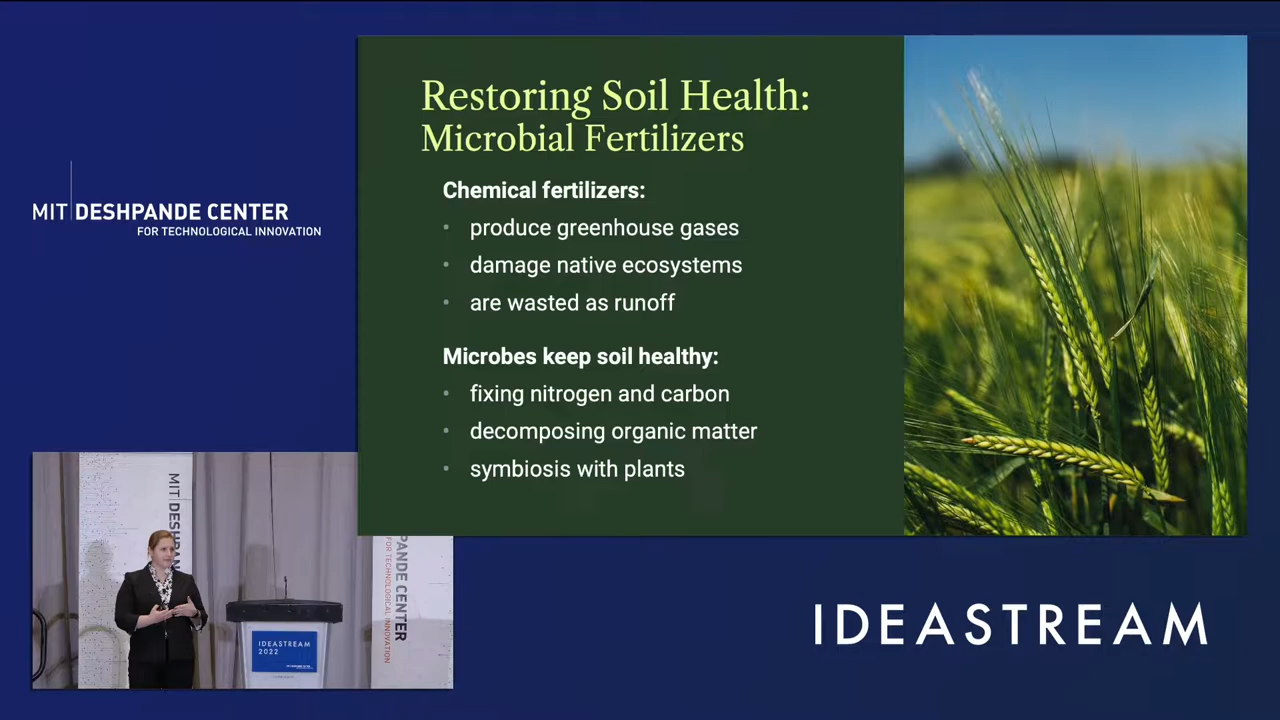 MIT DESHPANDE CENTER
FOR TECHNOLOGICAL INNOVATION
Restoring Soil Health:
Microbial Fertilizers
Chemical fertilizers:
• produce greenhouse gases
• damage native ecosystems
• are wasted as runoff
Microbes keep soil healthy:
• fixing nitrogen and carbon
• decomposing organic matter
• symbiosis with plants
MIT DESHPAN
PANDE CENTER
FOR TECHNOLOGICAL INNOVATION
IDEASTREAM
2022
IDEASTREAM